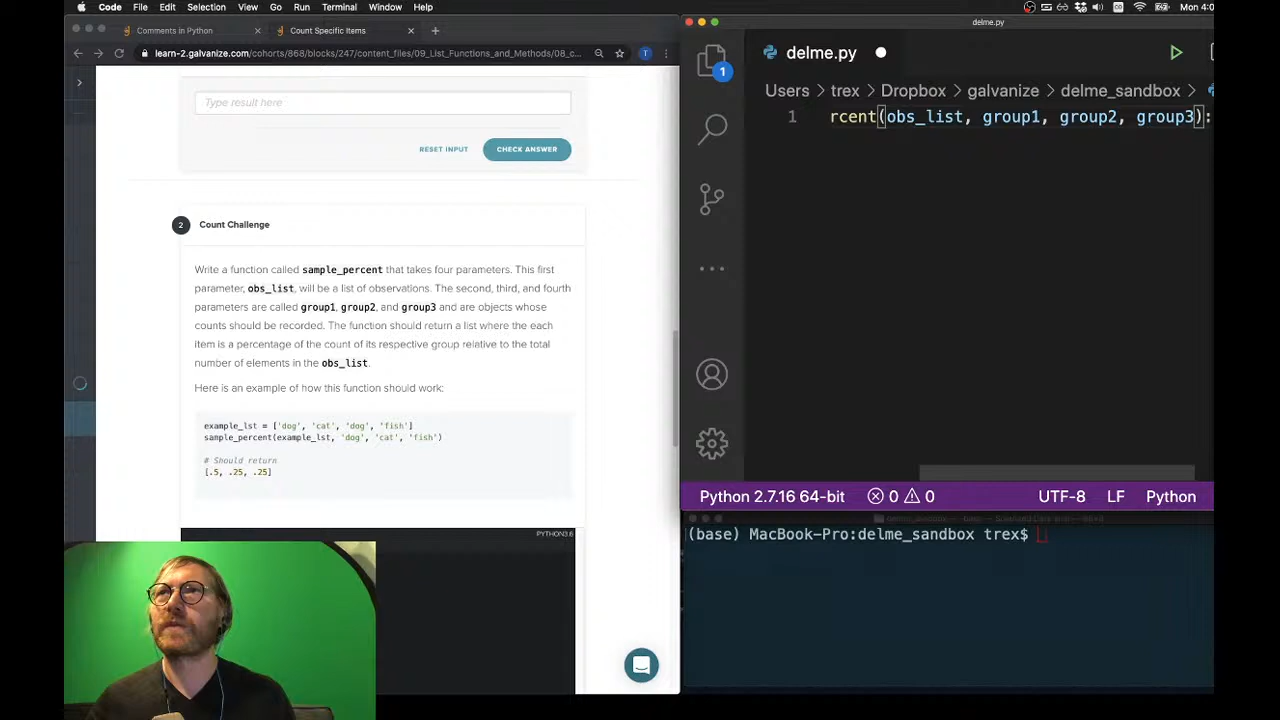 Code File Edit Selection View Go Run Terminal Window Help
Mon 4:0
Comments in Python
Count Specific Items
learn-2.galvanize.com/cohorts/868/blocks/247/content_files/09_List_Functions_and_Methods/08_c...
T
Type result here
RESET INPUT
CHECK ANSWER
2
Count Challenge
Write a function called sample_percent that takes four parameters. This first
parameter, obs_list, will be a list of observations. The second, third, and fourth
parameters are called group1, group2, and group3 and are objects whose
counts should be recorded. The function should return a list where the each
item is a percentage of the count of its respective group relative to the total
number of elements in the obs_list.
Here is an example of how this function should work:
example_lst = ['dog', 'cat', 'dog', 'fish']
sample_percent(example_lst, 'dog', 'cat', 'fish')
# Should return
[.5, .25, .25]
PYTHON3.6
delme.py
delme.py
1
Users > trex > Dropbox > galvanize > delme_sandbox >
1 rcent(obs_list, group1, group2, group3):
Python 2.7.16 64-bit 0 0 UTF-8 LF Python
(base) MacBook-Pro:delme_sandbox trex$